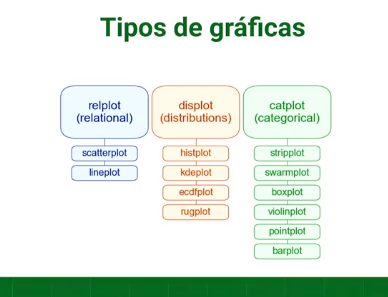 Tipos de gráficas
relplot
(relational)
scatterplot
lineplot
displot
(distributions)
histplot
kdeplot
ecdfplot
rugplot
catplot
(categorical)
stripplot
swarmplot
boxplot
violinplot
pointplot
barplot